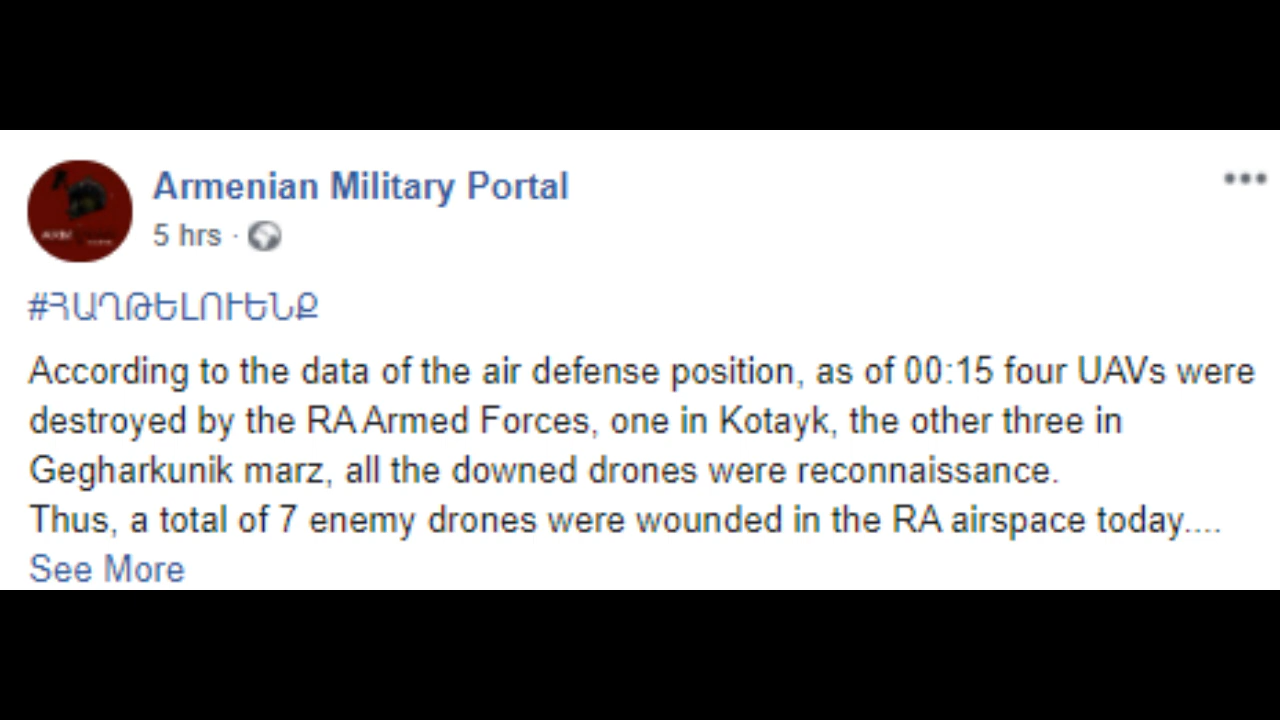 Armenian Military Portal
5 hrs ·
#ՀԱՂԹԵԼՈՒԵՆՔ
According to the data of the air defense position, as of 00:15 four UAVs were
destroyed by the RA Armed Forces, one in Kotayk, the other three in
Gegharkunik marz, all the downed drones were reconnaissance.
Thus, a total of 7 enemy drones were wounded in the RA airspace today....
See More